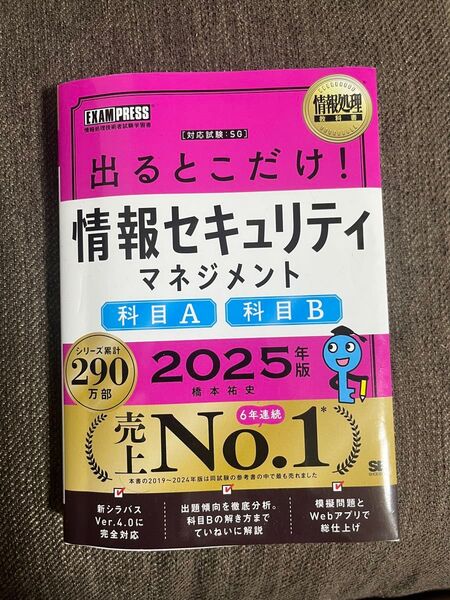 EXAMPRESS
情報処理技術者試験学習書
情報処理
教科書
[対応試験:SG]
出るとこだけ!
情報セキュリティ
マネジメント
科目A 科目B
シリーズ累計
290
万部
2025年版
橋本祐史
6年連続
売上No.1*
本書の2019~2024年版は同試験の参考書の中で最も売れました
新シラバス
Ver.4.0に
完全対応
出題傾向を徹底分析。
科目Bの解き方まで
ていねいに解説
模擬問題と
Webアプリで
総仕上げ
SE